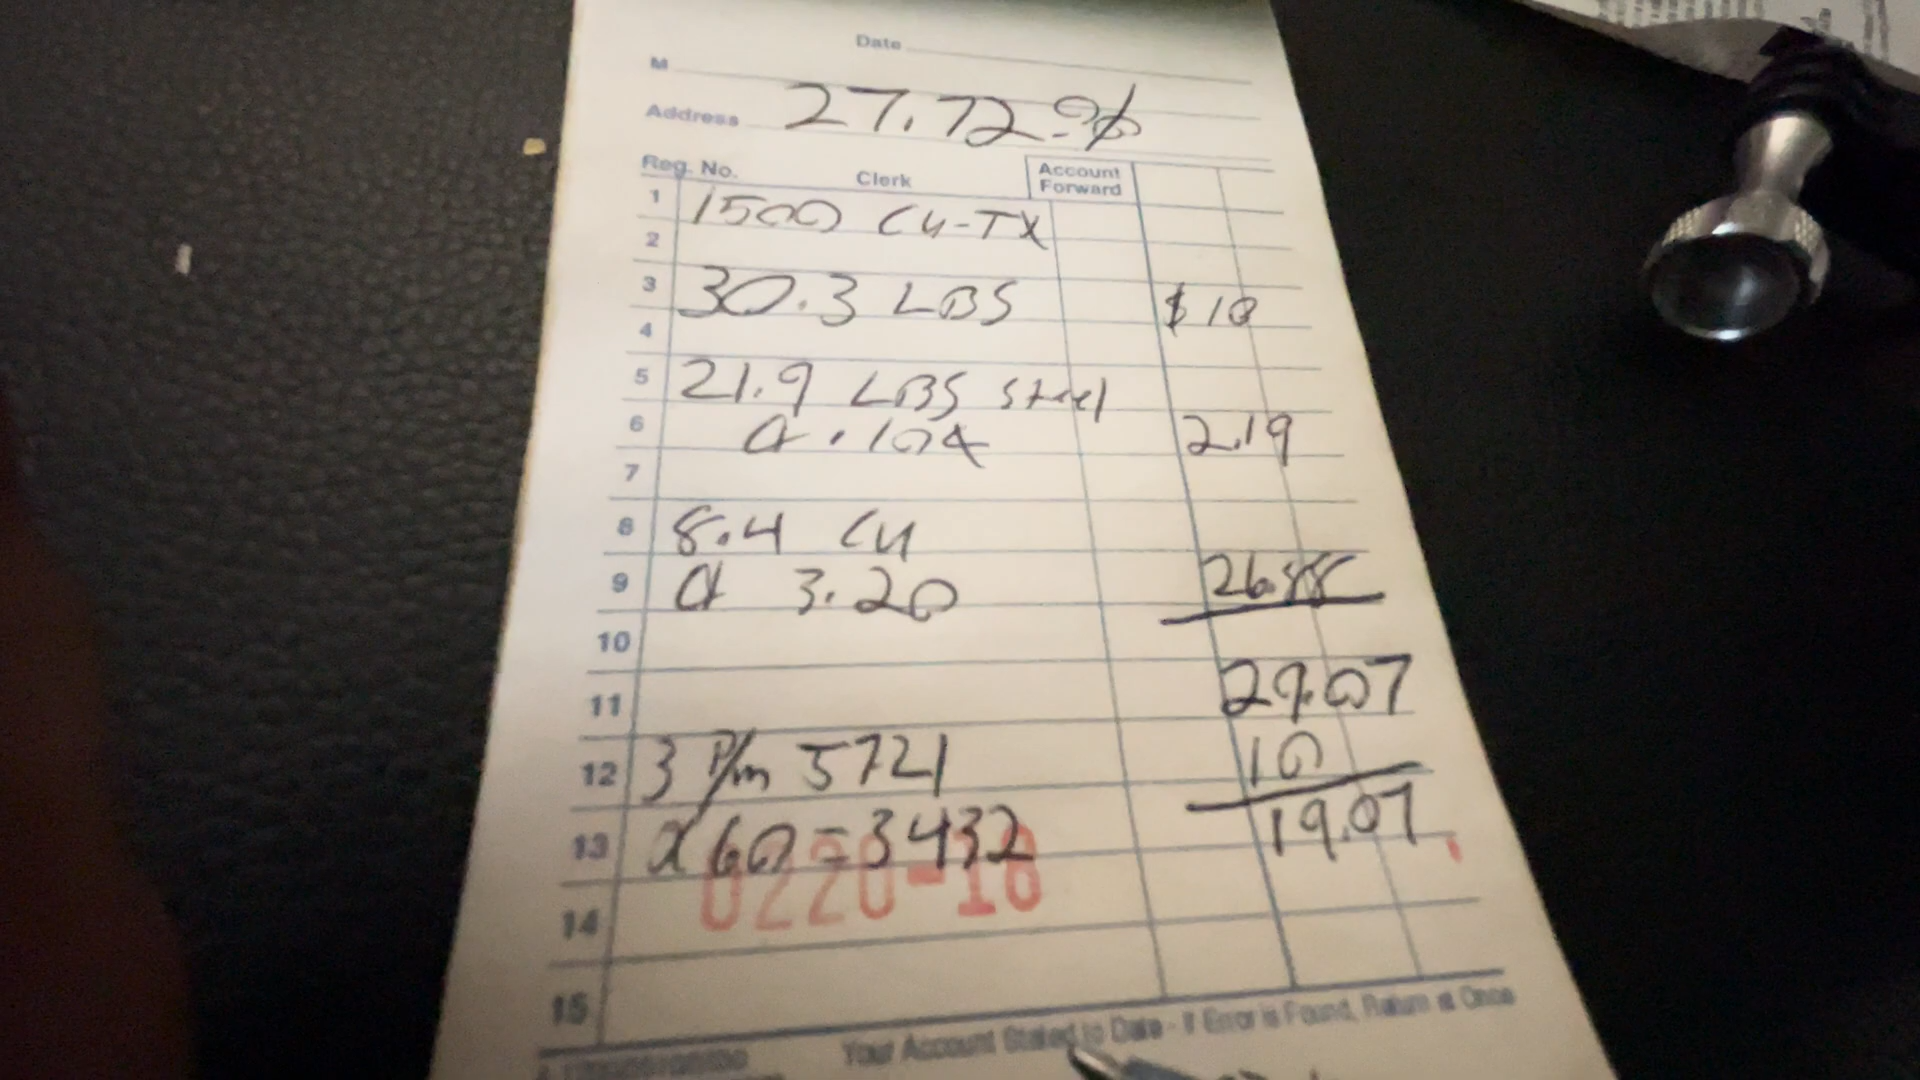 Date
M
Address 27.72 %
Reg. No. Clerk Account Forward
1 1500 Cu-TX
2
3 30.3 LBS $10
4
5 21.9 LBS steel
6 @ .10¢ 2.19
7
8 8.4 Cu
9 @ 3.20 26.88
10
11 29.07
12 3 P/m 5721 10
13 x60=3432 19.07
0220-18
14
15
Your Account Stated to Date - If Error is Found, Return at Once